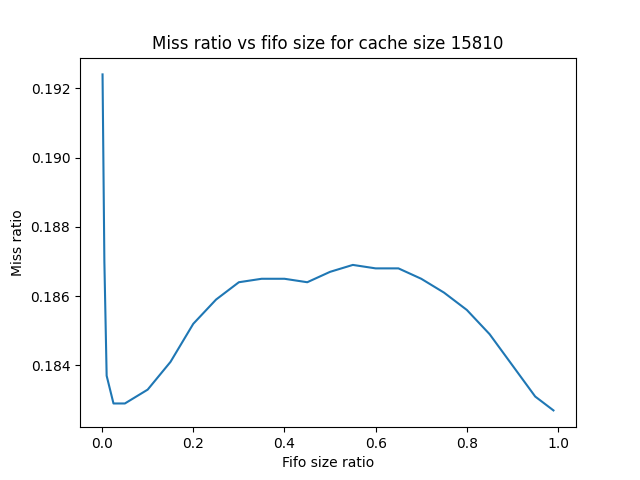 Miss ratio vs fifo size for cache size 15810
0.192
0.190
0.188
0.186
0.184
Miss ratio
0.0 0.2 0.4 0.6 0.8 1.0
Fifo size ratio